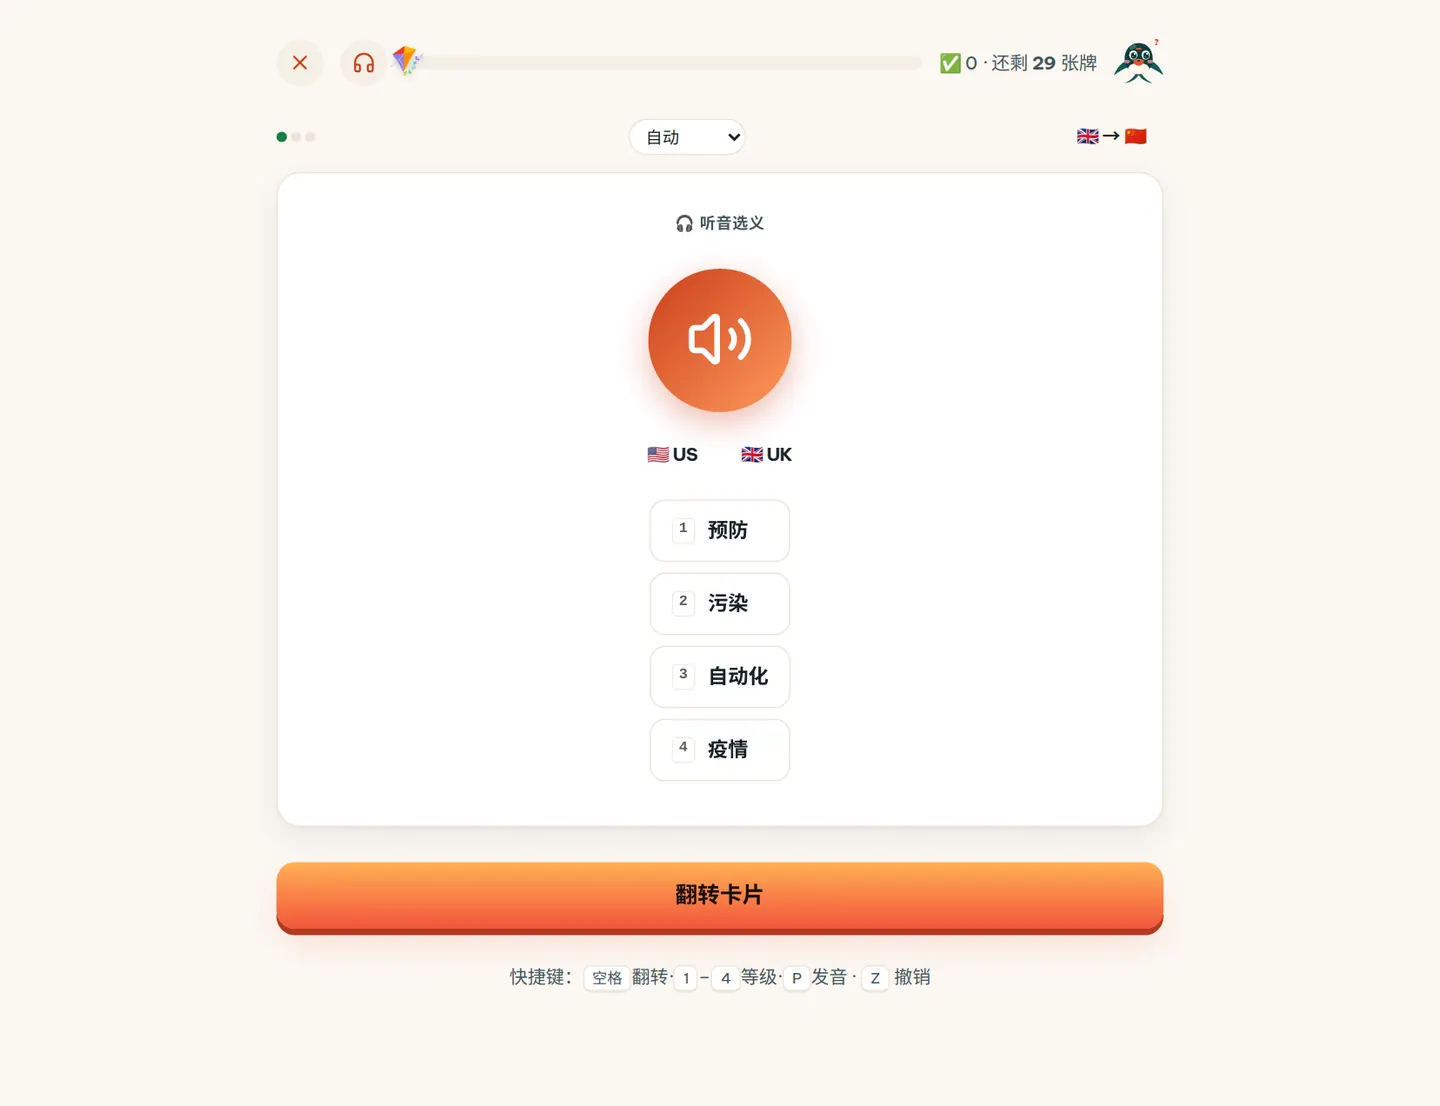 ✅ 0 · 还剩 29 张牌
自动
🇬🇧→🇨🇳
🎧 听音选义
🇺🇸 US 🇬🇧 UK
1 预防
2 污染
3 自动化
4 疫情
翻转卡片
快捷键： 空格 翻转· 1 – 4 等级· P 发音 · Z 撤销